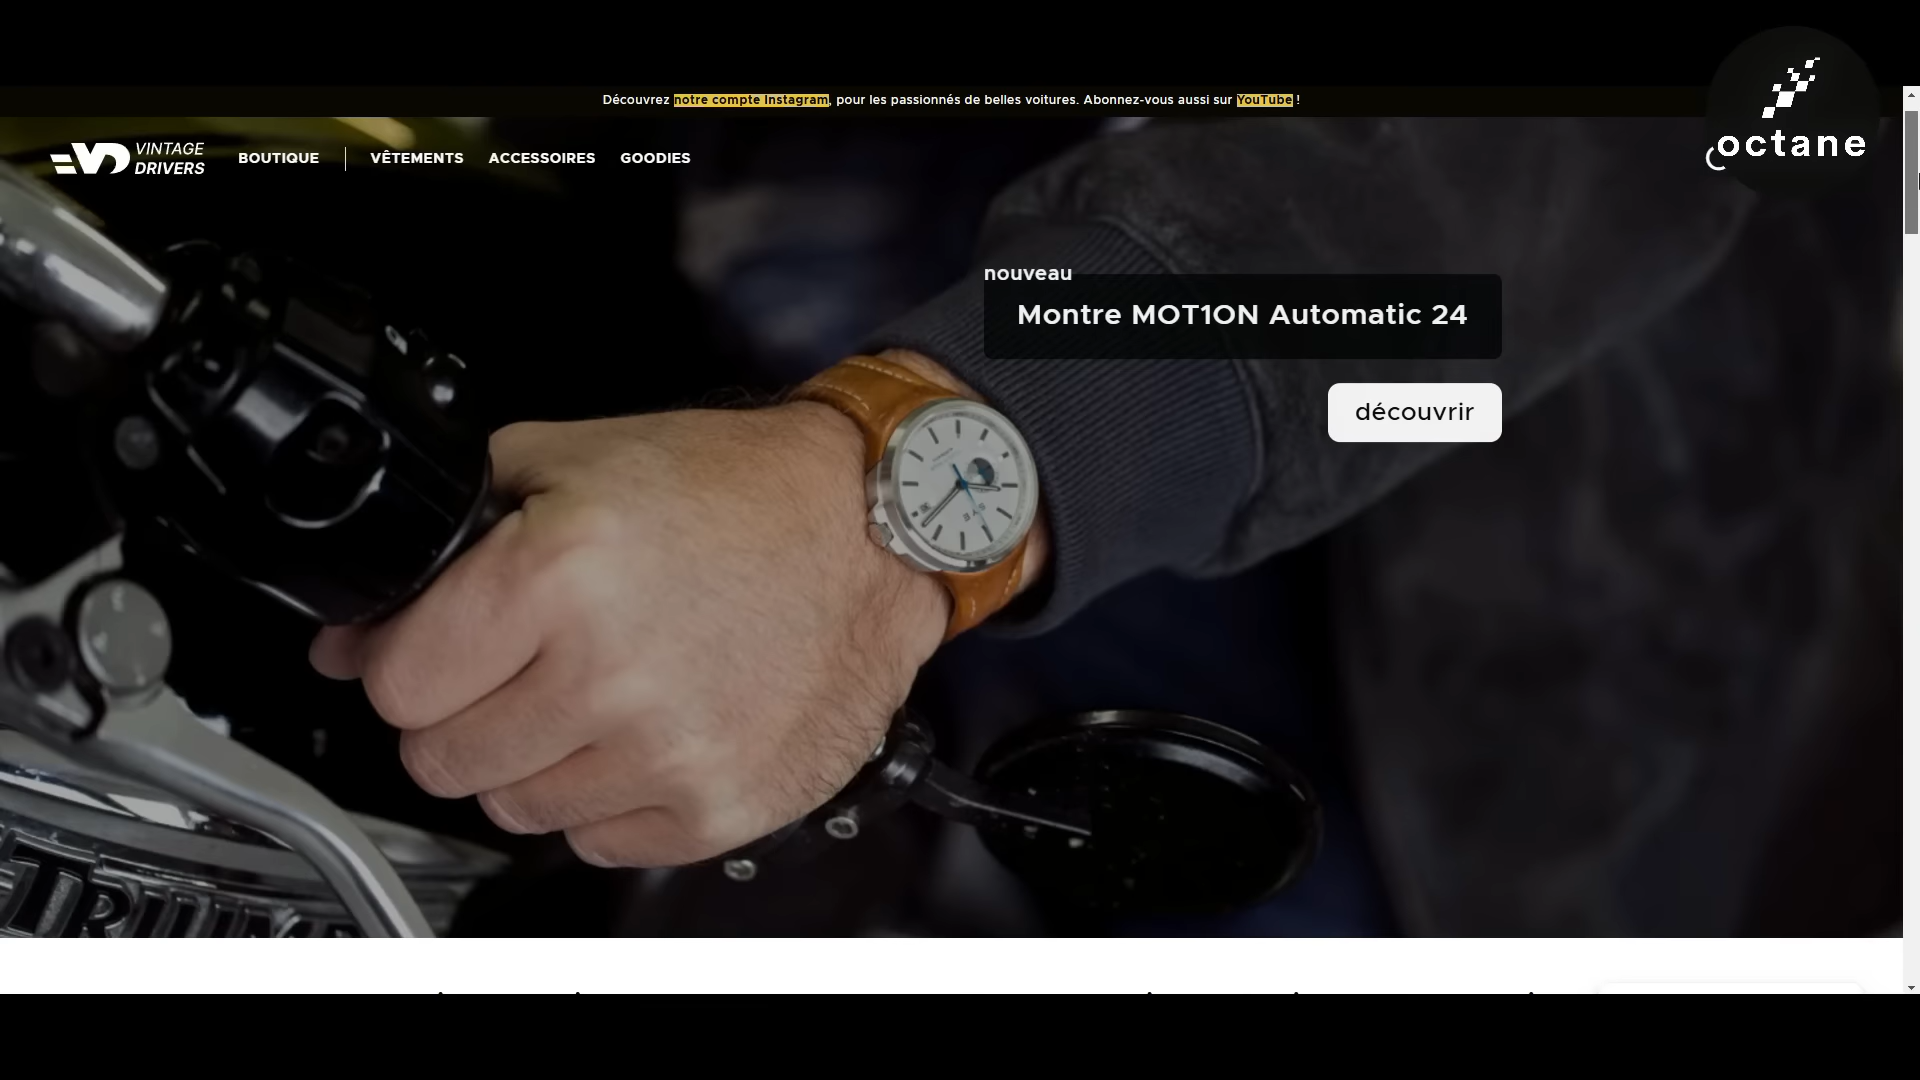 Découvrez notre compte Instagram, pour les passionnés de belles voitures. Abonnez-vous aussi sur YouTube !
octane
VINTAGE
DRIVERS
BOUTIQUE
VÊTEMENTS
ACCESSOIRES
GOODIES
nouveau
Montre MOT1ON Automatic 24
découvrir
SYE